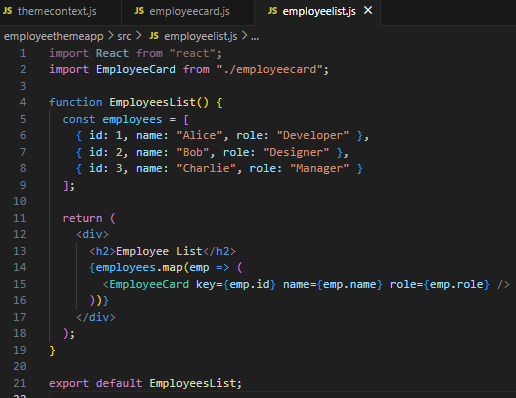 JS themecontext.js JS employeecard.js JS employeelist.js ×
employeethemeapp > src > JS employeelist.js > ...
1 import React from "react";
2 import EmployeeCard from "./employeecard";
3
4 function EmployeesList() {
5 const employees = [
6 { id: 1, name: "Alice", role: "Developer" },
7 { id: 2, name: "Bob", role: "Designer" },
8 { id: 3, name: "Charlie", role: "Manager" }
9 ];
10
11 return (
12 <div>
13 <h2>Employee List</h2>
14 {employees.map(emp => (
15 <EmployeeCard key={emp.id} name={emp.name} role={emp.role} />
16 ))}
17 </div>
18 );
19 }
20
21 export default EmployeesList;
22